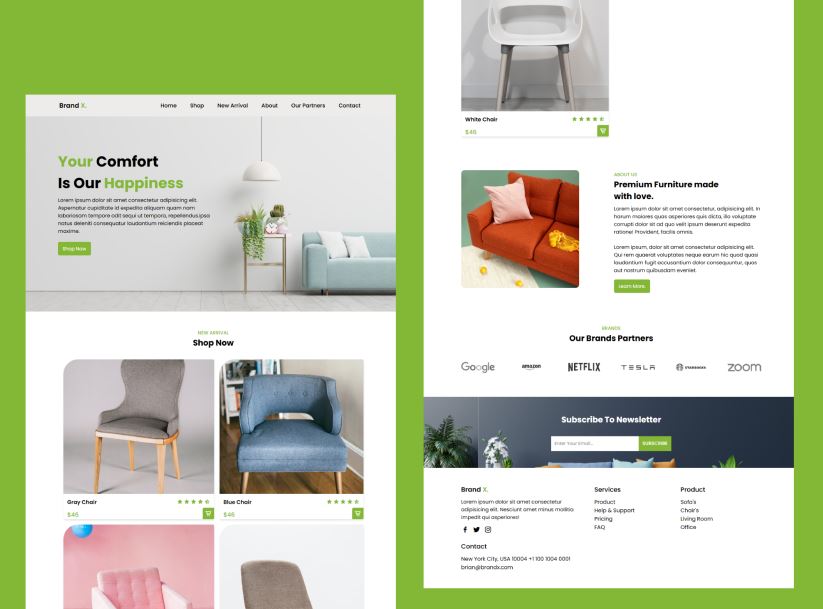 Brand X.
Home Shop New Arrival About Our Partners Contact
Your Comfort
Is Our Happiness
Lorem ipsum dolor sit amet consectetur adipisicing elit.
Aspernatur cupiditate id expedita aliquam quam eos
laboriosam tempore odit sequi ut tempora, repellendus ipsa
natus deleniti consequatur laudantium reiciendis placeat
maxime.
Shop Now
NEW ARRIVAL
Shop Now
Gray Chair
$46
Blue Chair
$46
White Chair
$46
ABOUT US
Premium Furniture made
with love.
Lorem ipsum dolor sit amet consectetur, adipisicing elit. In
harum maiores quas asperiores quis dicta, illo voluptate
corrupti dolor at odit ab velit ipsum deserunt expedita
ratione! Provident, facilis omnis.
Lorem ipsum, dolor sit amet consectetur adipisicing elit.
Qui rem quaerat voluptates neque earum hic quod quasi
laudantium fugit accusantium dolor consequuntur, quas
aut nostrum quibusdam eveniet.
Learn More.
BRANDS
Our Brands Partners
Google amazon NETFLIX TESLA STARBUCKS zoom
Subscribe To Newsletter
Enter Your Email...
SUBSCRIBE
Brand X.
Lorem ipsum dolor sit amet consectetur
adipisicing elit. Nesciunt amet minus mollitia
impedit qui asperiores!
Contact
New York City, USA 10004 +1 100 1004 0001
brian@brandx.com
Services
Product
Help & Support
Pricing
FAQ
Product
Sofa's
Chair's
Living Room
Office